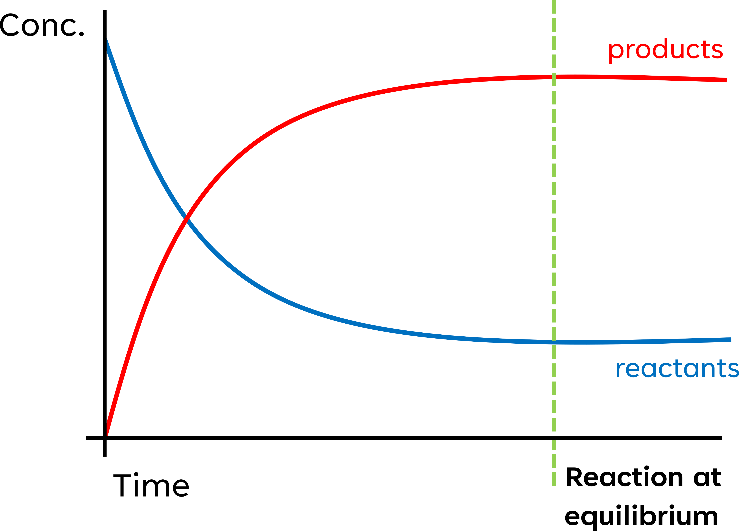 Conc.
products
reactants
Time
Reaction at
equilibrium